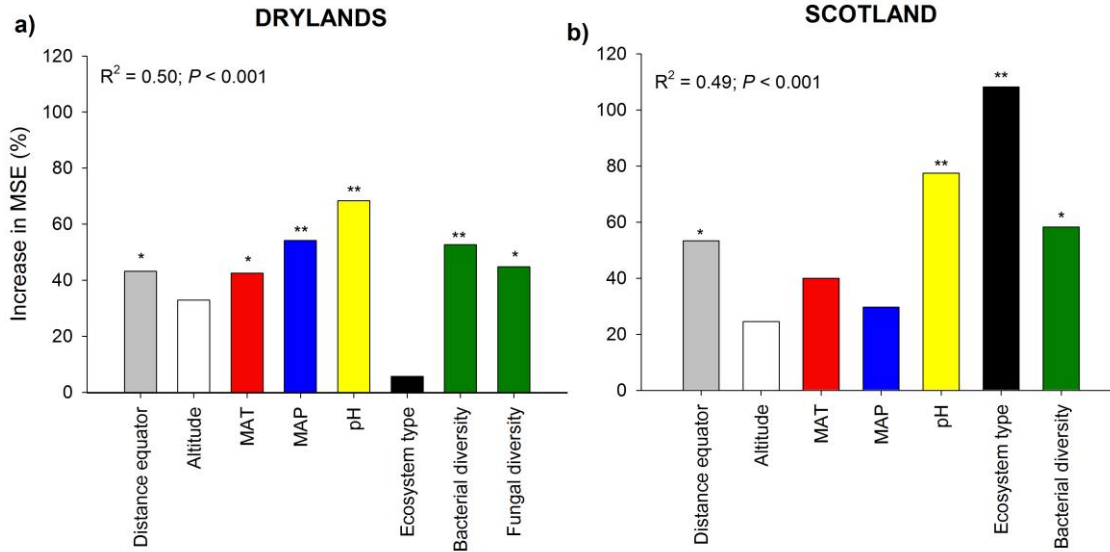 DRYLANDS
a)
R² = 0.50; P < 0.001
Increase in MSE (%)
120
100
80
60
40
20
0
*
*
**
**
**
*
Distance equator
Altitude
MAT
MAP
pH
Ecosystem type
Bacterial diversity
Fungal diversity
SCOTLAND
b)
R² = 0.49; P < 0.001
120
100
80
60
40
20
0
*
**
**
*
Distance equator
Altitude
MAT
MAP
pH
Ecosystem type
Bacterial diversity